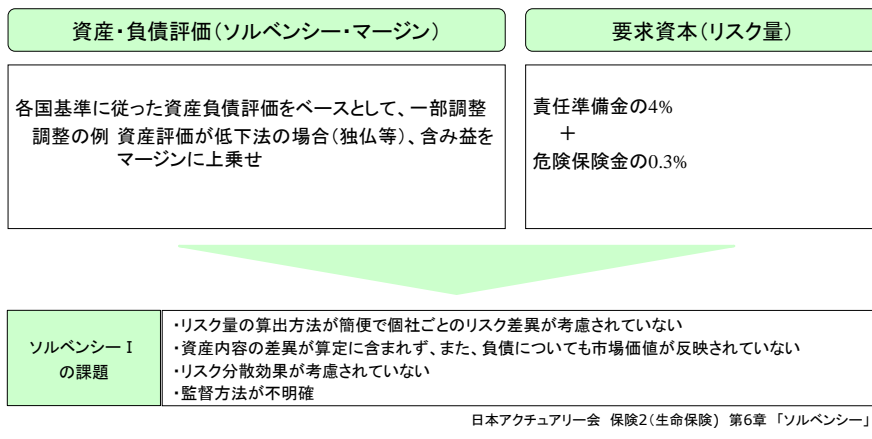 資産・負債評価(ソルベンシー・マージン)
要求資本(リスク量)
各国基準に従った資産負債評価をベースとして、一部調整
調整の例 資産評価が低下法の場合(独仏等)、含み益を
マージンに上乗せ
責任準備金の4%
+
危険保険金の0.3%
ソルベンシーⅠ
の課題
・リスク量の算出方法が簡便で個社ごとのリスク差異が考慮されていない
・資産内容の差異が算定に含まれず、また、負債についても市場価値が反映されていない
・リスク分散効果が考慮されていない
・監督方法が不明確
日本アクチュアリー会 保険2(生命保険) 第6章 「ソルベンシー」